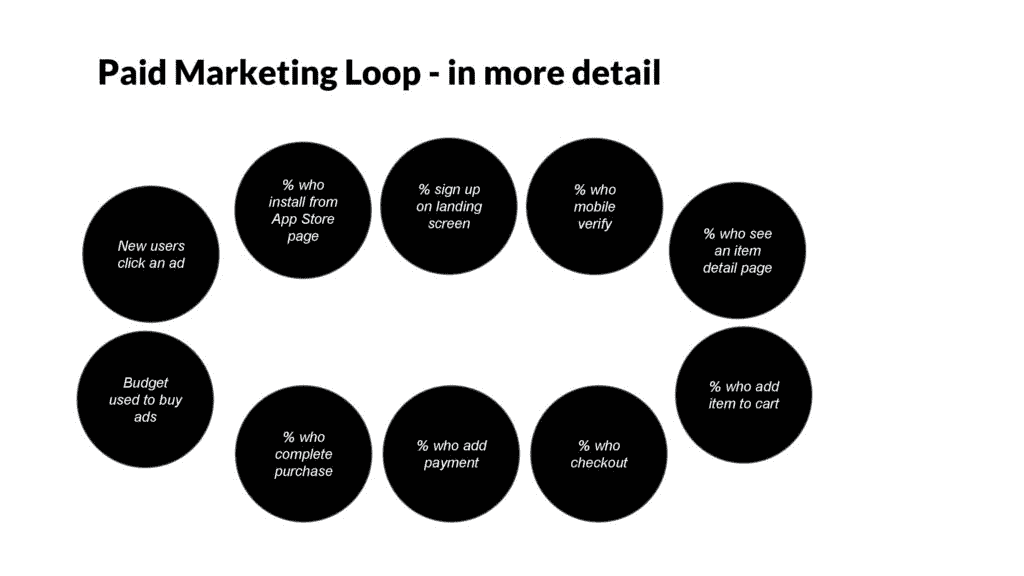 Paid Marketing Loop - in more detail
New users
click an ad
% who
install from
App Store
page
% sign up
on landing
screen
% who
mobile
verify
% who see
an item
detail page
% who add
item to cart
% who
checkout
% who add
payment
% who
complete
purchase
Budget
used to buy
ads